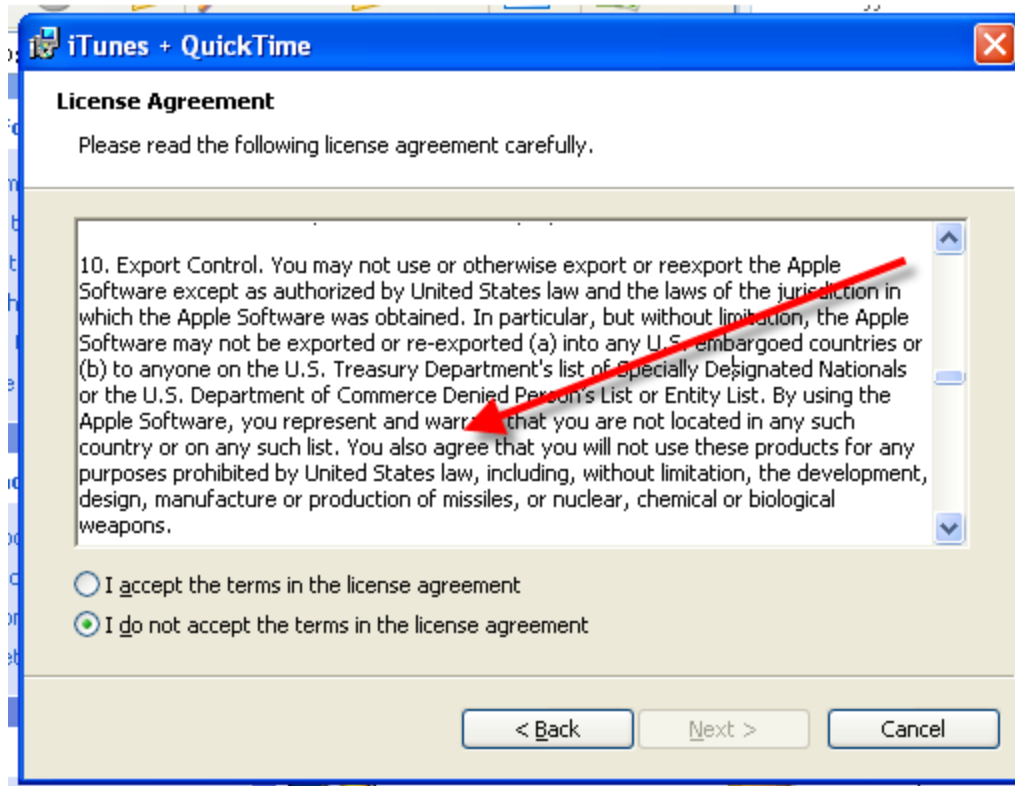 iTunes + QuickTime
License Agreement
Please read the following license agreement carefully.
10. Export Control. You may not use or otherwise export or reexport the Apple
Software except as authorized by United States law and the laws of the jurisdiction in
which the Apple Software was obtained. In particular, but without limitation, the Apple
Software may not be exported or re-exported (a) into any U.S. embargoed countries or
(b) to anyone on the U.S. Treasury Department's list of Specially Designated Nationals
or the U.S. Department of Commerce Denied Person's List or Entity List. By using the
Apple Software, you represent and warrant that you are not located in any such
country or on any such list. You also agree that you will not use these products for any
purposes prohibited by United States law, including, without limitation, the development,
design, manufacture or production of missiles, or nuclear, chemical or biological
weapons.
I accept the terms in the license agreement
I do not accept the terms in the license agreement
< Back
Next >
Cancel